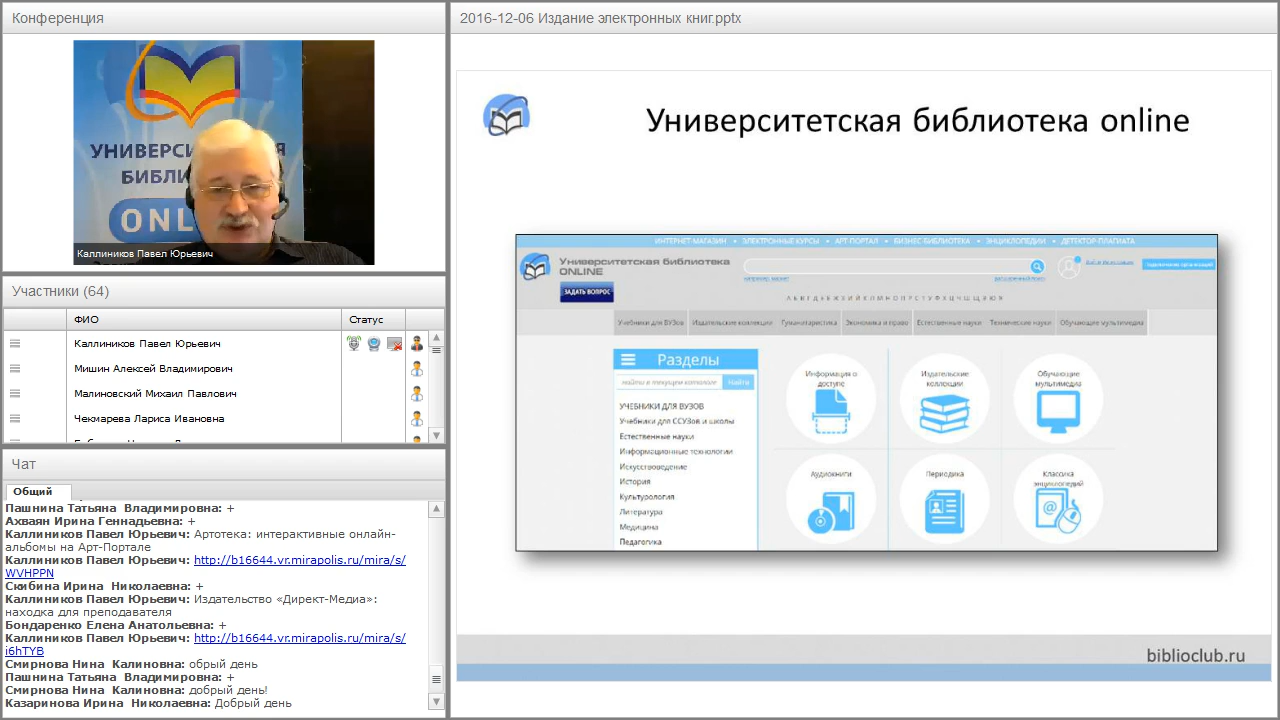 Конференция
УНИВЕРСИ
БИБЛИ
ONL
Каллиников Павел Юрьевич
Участники (64)
ФИО
Статус
Каллиников Павел Юрьевич
Мишин Алексей Владимирович
Малиновский Михаил Павлович
Чекмарева Лариса Ивановна
Чат
Общий
Пашнина Татьяна Владимировна: +
Ахваян Ирина Геннадьевна: +
Каллиников Павел Юрьевич: Артотека: интерактивные онлайн-
альбомы на Арт-Портале
Каллиников Павел Юрьевич: http://b16644.vr.mirapolis.ru/mira/s/
WVHPPN
Скибина Ирина Николаевна: +
Каллиников Павел Юрьевич: Издательство «Директ-Медиа»:
находка для преподавателя
Бондаренко Елена Анатольевна: +
Каллиников Павел Юрьевич: http://b16644.vr.mirapolis.ru/mira/s/
i6hTYB
Смирнова Нина Калиновна: обрый день
Пашнина Татьяна Владимировна: +
Смирнова Нина Калиновна: добрый день!
Казаринова Ирина Николаевна: Добрый день
2016-12-06 Издание электронных книг.pptx
Университетская библиотека online
ИНТЕРНЕТ-МАГАЗИН • ЭЛЕКТРОННЫЕ КУРСЫ • АРТ-ПОРТАЛ • БИЗНЕС-БИБЛИОТЕКА • ЭНЦИКЛОПЕДИИ • ДЕТЕКТОР ПЛАГИАТА
Университетская библиотека
ONLINE
ЗАДАТЬ ВОПРОС
Учебники для ВУЗов
Издательские коллекции
Гуманитаристика
Экономика и право
Естественные науки
Технические науки
Обучающие мультимедиа
Разделы
найти в текущем каталоге
найти
УЧЕБНИКИ ДЛЯ ВУЗОВ
Учебники для ССУЗов и школы
Естественные науки
Информационные технологии
Искусствоведение
История
Культурология
Литература
Медицина
Педагогика
Информация о
доступе
Издательские
коллекции
Обучающие
мультимедиа
Аудиокниги
Периодика
Классика
энциклопедий
biblioclub.ru